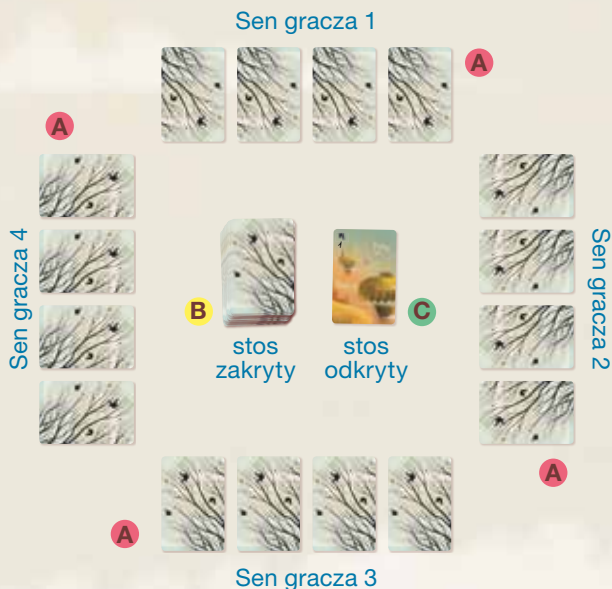 Sen gracza 1
A
A
Sen gracza 4
Sen gracza 2
B
C
stos
zakryty
stos
odkryty
A
A
Sen gracza 3